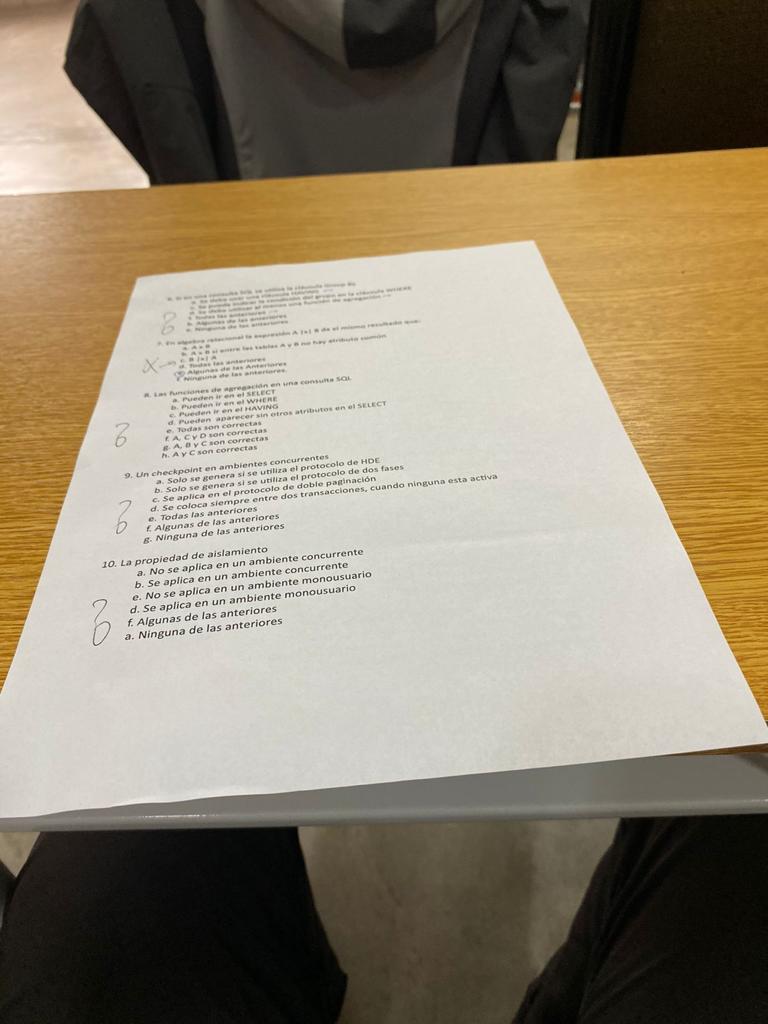 6. Si en una consulta SQL se utiliza la cláusula Group By
a. Se debe usar una cláusula HAVING
c. Se puede indicar la condición del grupo en la cláusula WHERE
d. Se debe utilizar al menos una función de agregación
f. Todas las anteriores
b. Algunas de las anteriores
e. Ninguna de las anteriores
7. En algebra relacional la expresión A |x| B da el mismo resultado que:
a. A x B
b. A x B si entre las tablas A y B no hay atributo común
c. B |x| A
d. Todas las anteriores
Algunas de las Anteriores
f Ninguna de las anteriores.
8. Las funciones de agregación en una consulta SQL
a. Pueden ir en el SELECT
b. Pueden ir en el WHERE
c. Pueden ir en el HAVING
d. Pueden aparecer sin otros atributos en el SELECT
e. Todas son correctas
f. A, C y D son correctas
g. A, B y C son correctas
h. A y C son correctas
9. Un checkpoint en ambientes concurrentes
a. Solo se genera si se utiliza el protocolo de HDE
b. Solo se genera si se utiliza el protocolo de dos fases
c. Se aplica en el protocolo de doble paginación
d. Se coloca siempre entre dos transacciones, cuando ninguna esta activa
e. Todas las anteriores
f. Algunas de las anteriores
g. Ninguna de las anteriores
10. La propiedad de aislamiento
a. No se aplica en un ambiente concurrente
b. Se aplica en un ambiente concurrente
e. No se aplica en un ambiente monousuario
d. Se aplica en un ambiente monousuario
f. Algunas de las anteriores
a. Ninguna de las anteriores